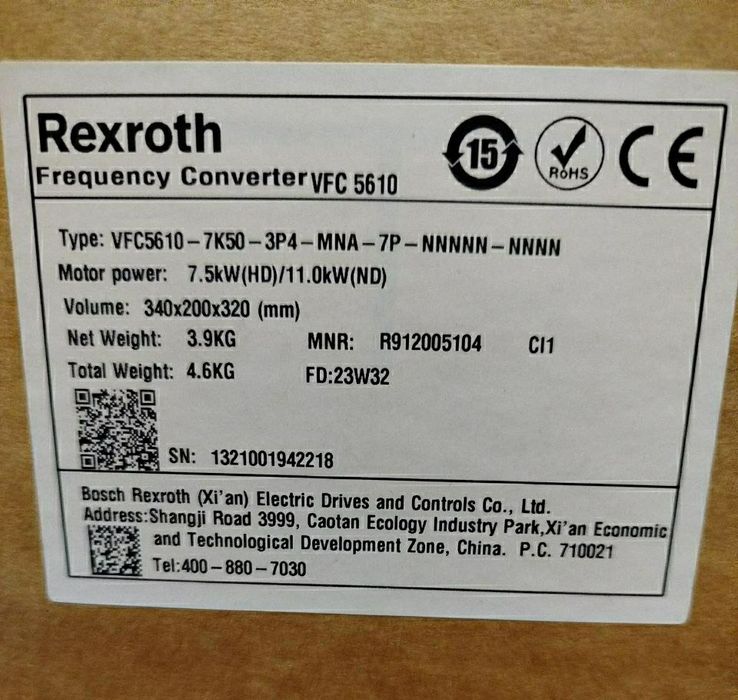 Rexroth
Frequency Converter VFC 5610
15
RoHS
CE
Type: VFC5610-7K50-3P4-MNA-7P-NNNNN-NNNN
Motor power: 7.5kW(HD)/11.0kW(ND)
Volume: 340x200x320 (mm)
Net Weight: 3.9KG MNR: R912005104 CI1
Total Weight: 4.6KG FD:23W32
SN: 1321001942218
Bosch Rexroth (Xi'an) Electric Drives and Controls Co., Ltd.
Address:Shangji Road 3999, Caotan Ecology Industry Park,Xi'an Economic
and Technological Development Zone, China. P.C. 710021
Tel:400-880-7030